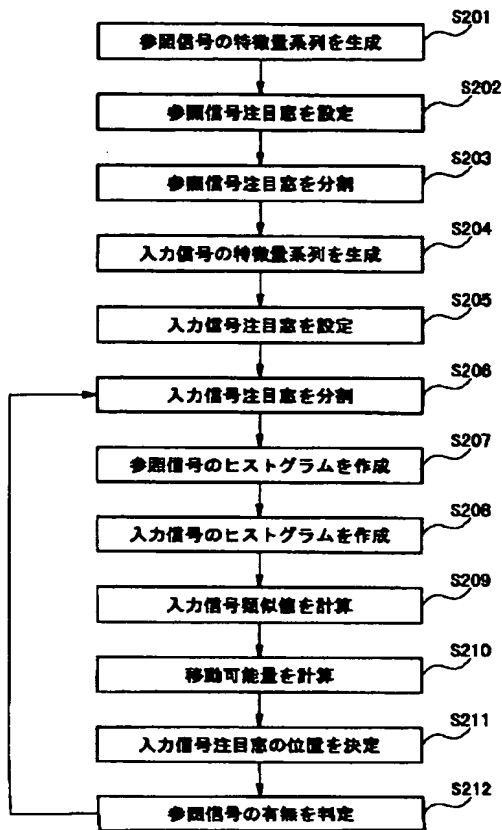 S201
参照信号の特徴量系列を生成
S202
参照信号注目窓を設定
S203
参照信号注目窓を分割
S204
入力信号の特徴量系列を生成
S205
入力信号注目窓を設定
S206
入力信号注目窓を分割
S207
参照信号のヒストグラムを作成
S208
入力信号のヒストグラムを作成
S209
入力信号類似値を計算
S210
移動可能量を計算
S211
入力信号注目窓の位置を決定
S212
参照信号の有無を判定